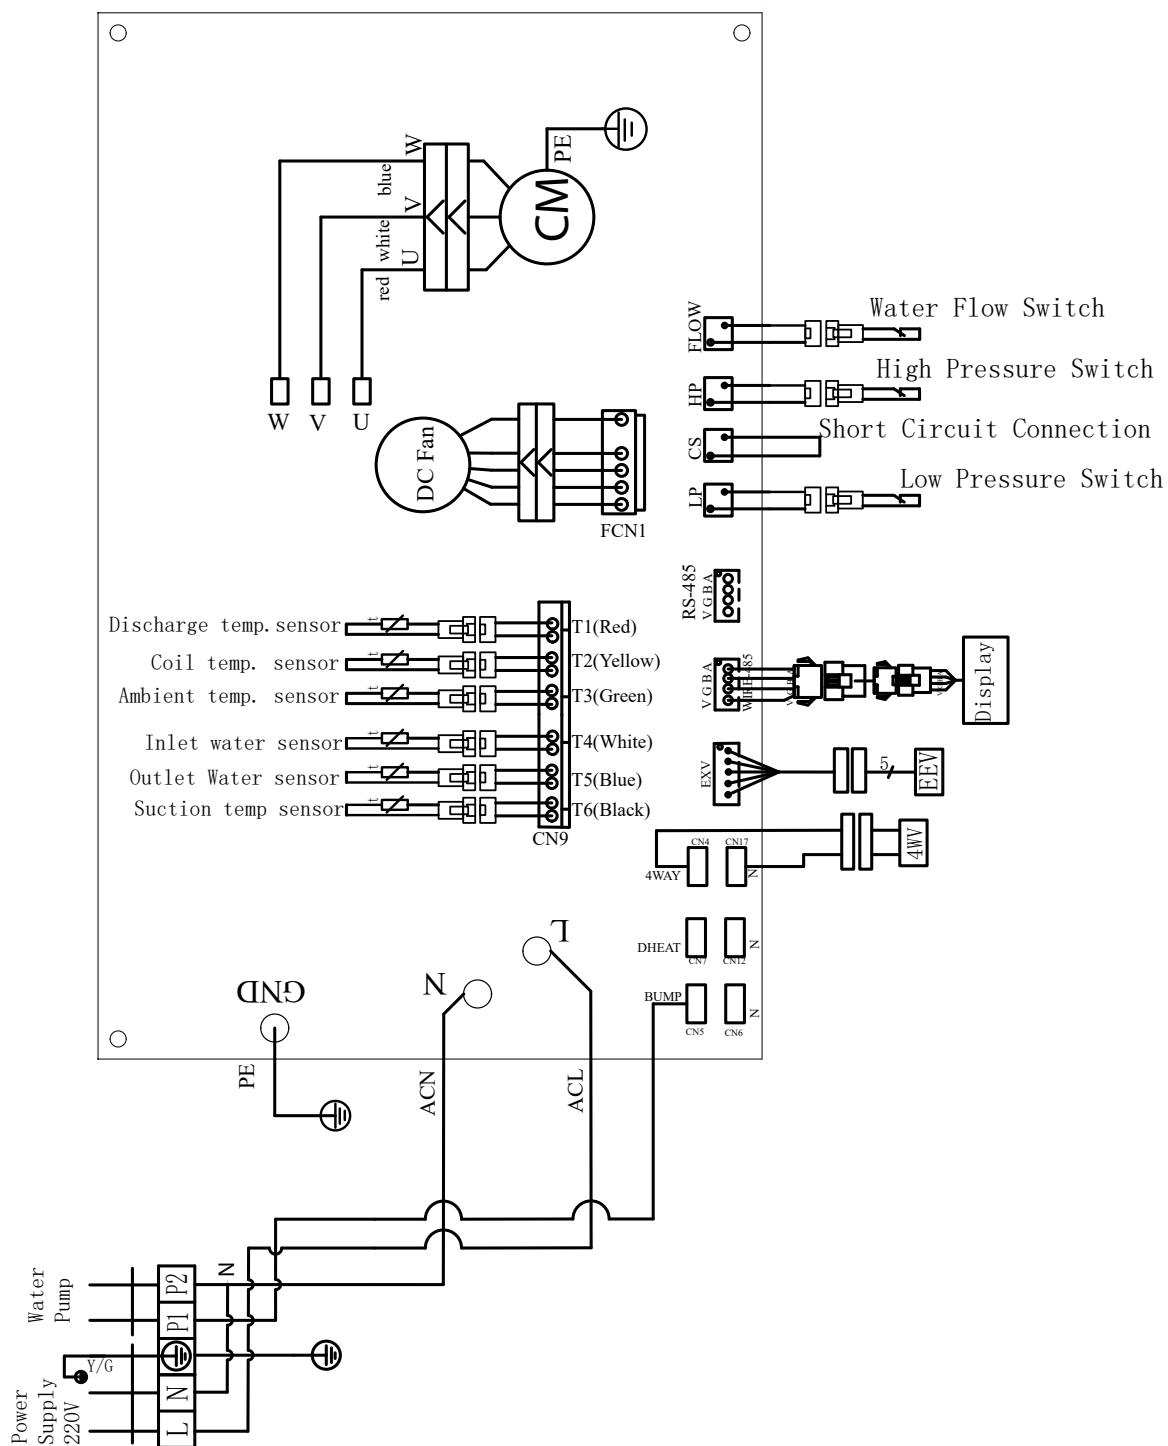 W
blue
V
white
U
red
CM
PE
W
V
U
DC Fan
FCN1
FLOW
Water Flow Switch
HP
High Pressure Switch
CS
Short Circuit Connection
LP
Low Pressure Switch
RS-485
V G B A
V G B A
WIRE-485
Display
EXV
5
EEV
4WV
Discharge temp.sensor
t
T1(Red)
Coil temp. sensor
t
T2(Yellow)
Ambient temp. sensor
t
T3(Green)
Inlet water sensor
t
T4(White)
Outlet Water sensor
t
T5(Blue)
Suction temp sensor
t
T6(Black)
CN9
CN4
CN17
4WAY
N
DHEAT
CN7
CN12
N
BUMP
CN5
CN6
N
L
N
GND
PE
ACN
ACL
N
Water
Pump
P2
P1
Y/G
N
L
Power
Supply
220V